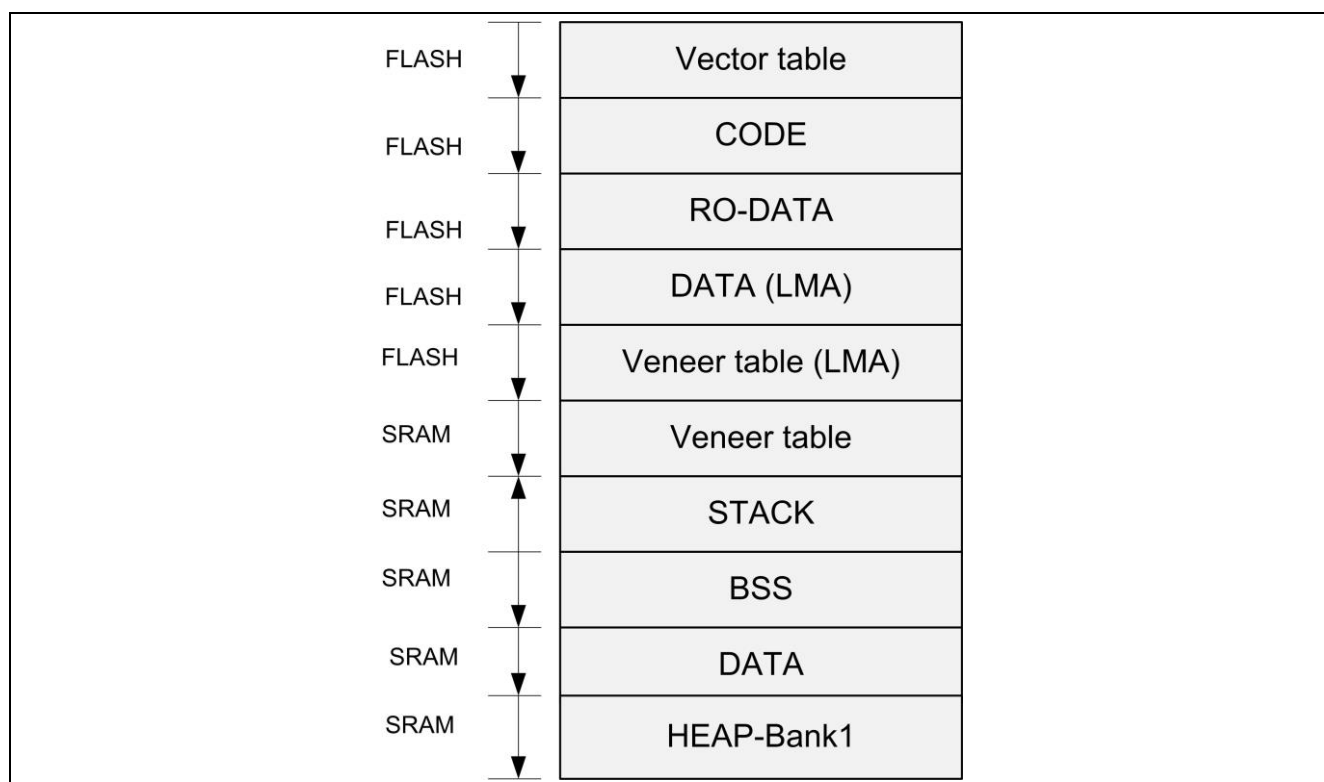 FLASH Vector table
FLASH CODE
FLASH RO-DATA
FLASH DATA (LMA)
FLASH Veneer table (LMA)
SRAM Veneer table
SRAM STACK
SRAM BSS
SRAM DATA
SRAM HEAP-Bank1